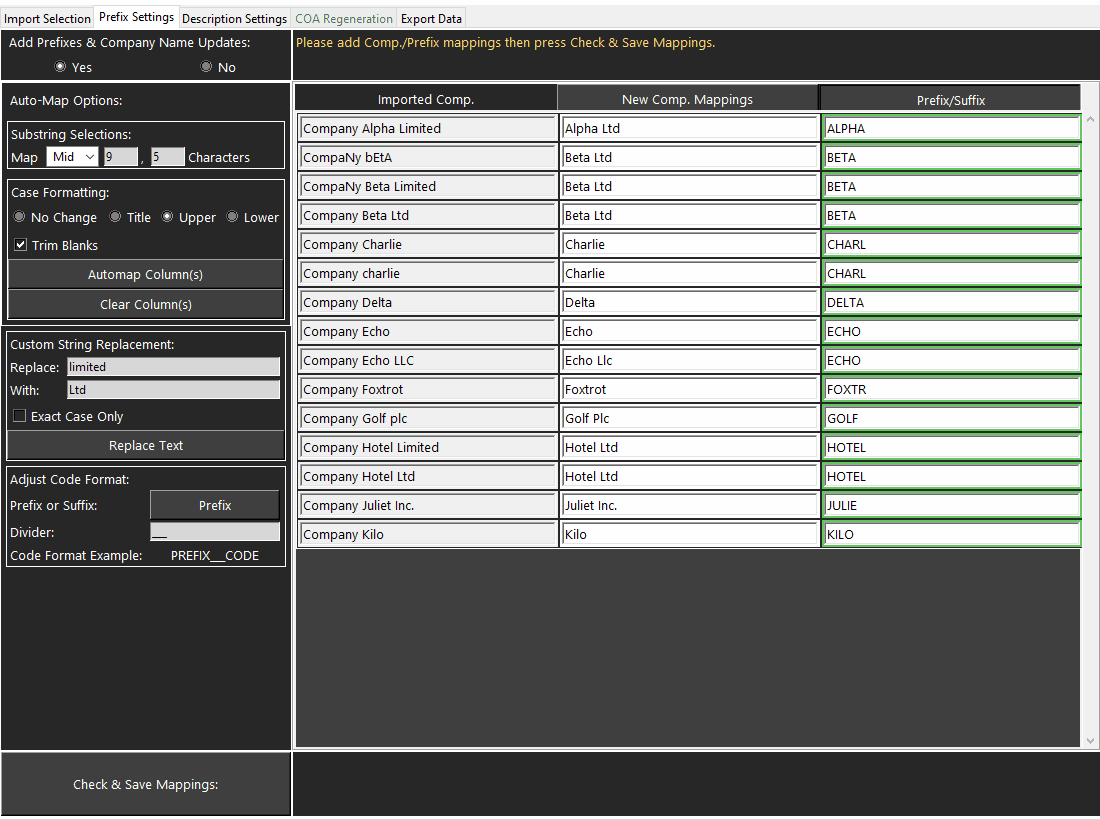 Import Selection Prefix Settings Description Settings COA Regeneration Export Data
Add Prefixes & Company Name Updates:
Yes No
Please add Comp./Prefix mappings then press Check & Save Mappings.
Auto-Map Options:
Substring Selections:
Map Mid 9 , 5 Characters
Case Formatting:
No Change Title Upper Lower
Trim Blanks
Automap Column(s)
Clear Column(s)
Custom String Replacement:
Replace: limited
With: Ltd
Exact Case Only
Replace Text
Adjust Code Format:
Prefix or Suffix: Prefix
Divider: __
Code Format Example: PREFIX__CODE
Imported Comp. New Comp. Mappings Prefix/Suffix
Company Alpha Limited Alpha Ltd ALPHA
CompaNy bEtA Beta Ltd BETA
CompaNy Beta Limited Beta Ltd BETA
Company Beta Ltd Beta Ltd BETA
Company Charlie Charlie CHARL
Company charlie Charlie CHARL
Company Delta Delta DELTA
Company Echo Echo ECHO
Company Echo LLC Echo Llc ECHO
Company Foxtrot Foxtrot FOXTR
Company Golf plc Golf Plc GOLF
Company Hotel Limited Hotel Ltd HOTEL
Company Hotel Ltd Hotel Ltd HOTEL
Company Juliet Inc. Juliet Inc. JULIE
Company Kilo Kilo KILO
Check & Save Mappings: